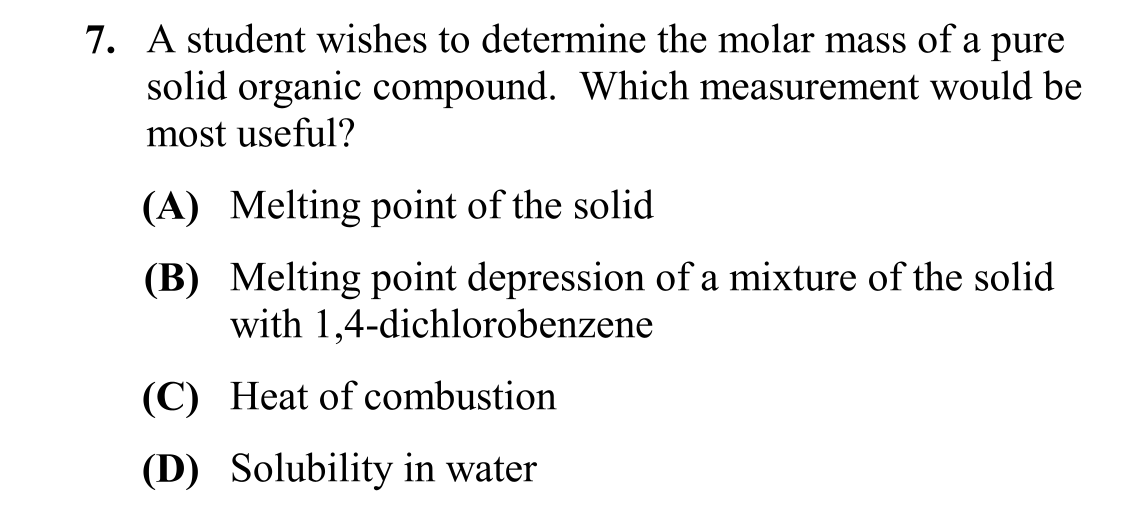 7. A student wishes to determine the molar mass of a pure
solid organic compound. Which measurement would be
most useful?
(A) Melting point of the solid
(B) Melting point depression of a mixture of the solid
with 1,4-dichlorobenzene
(C) Heat of combustion
(D) Solubility in water